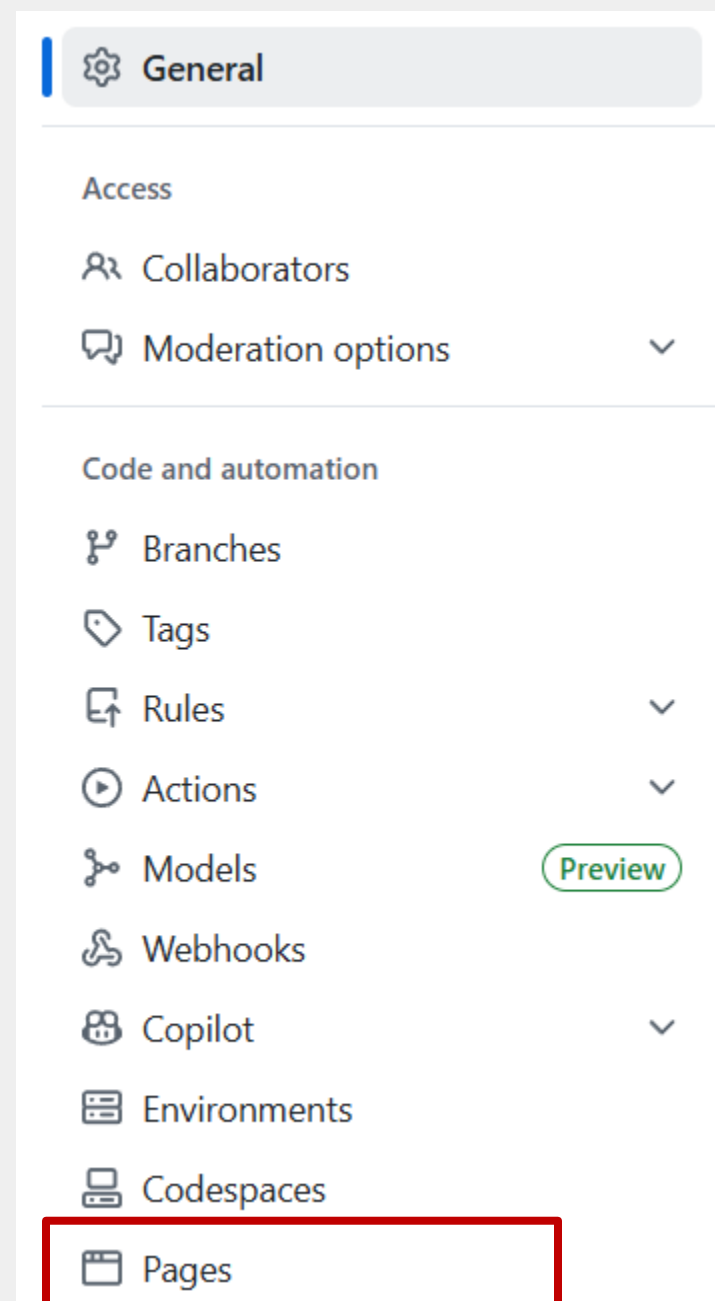 General
Access
Collaborators
Moderation options
Code and automation
Branches
Tags
Rules
Actions
Models Preview
Webhooks
Copilot
Environments
Codespaces
Pages